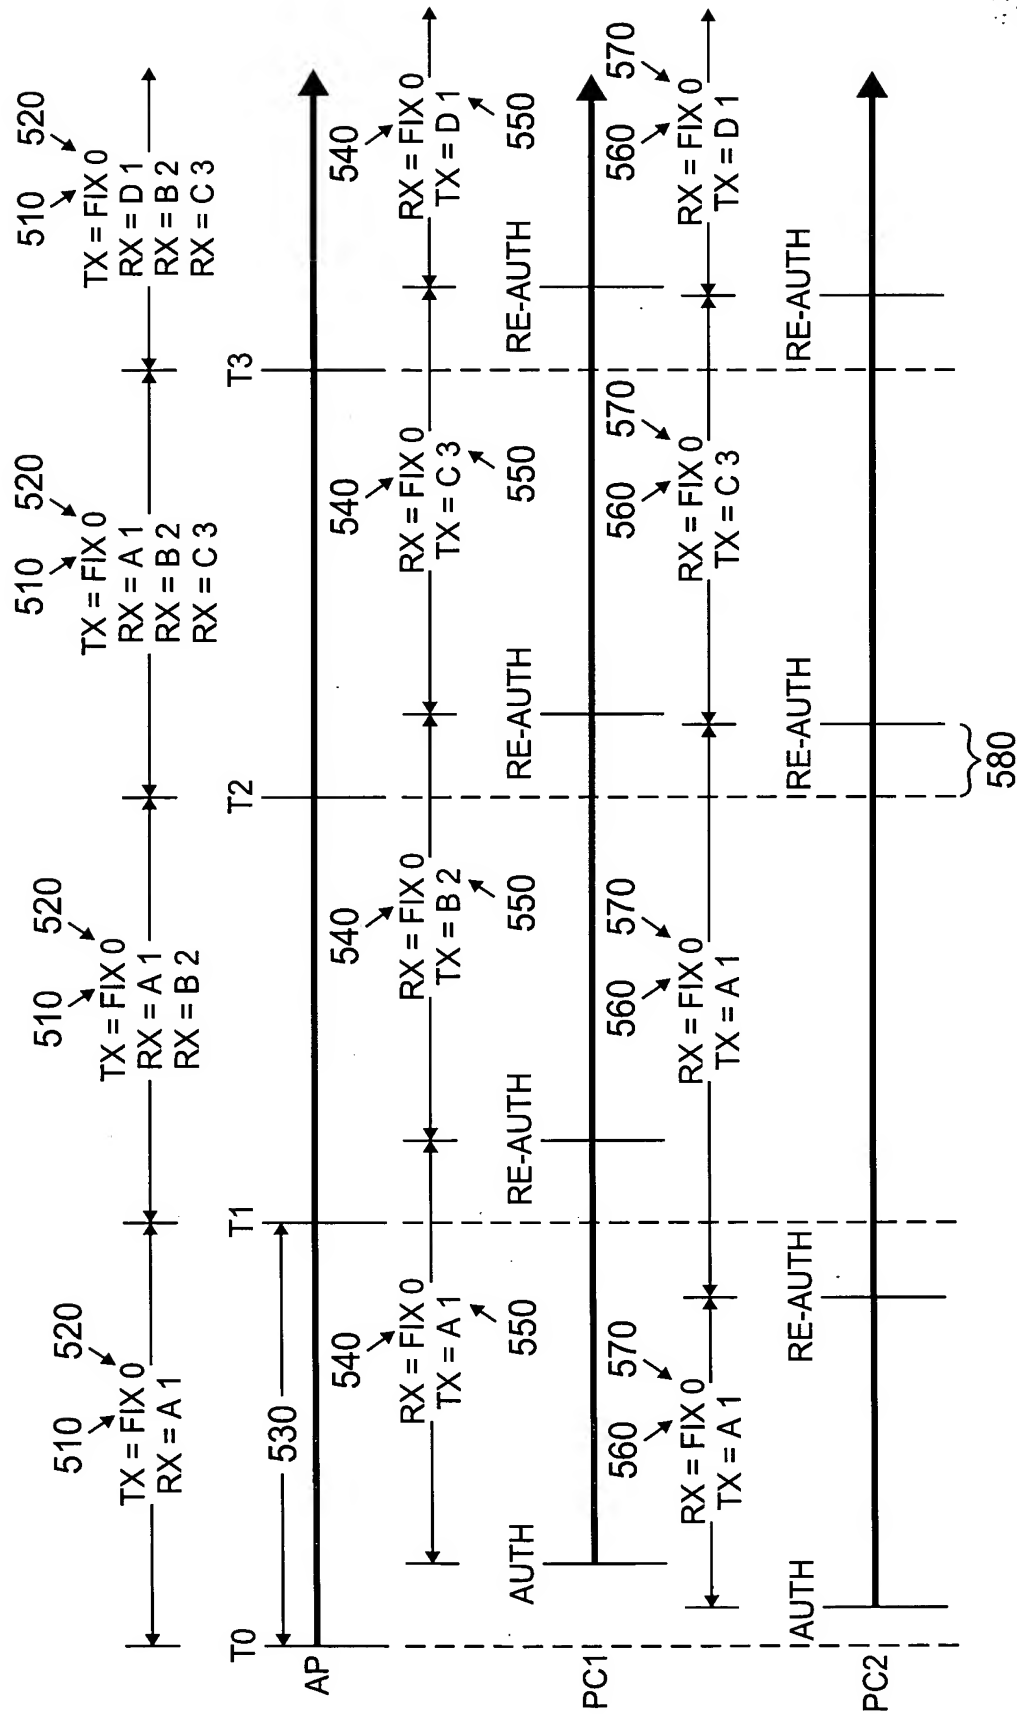 510 520
TX = FIX 0
RX = A 1
510 520
TX = FIX 0
RX = A 1
RX = B 2
510 520
TX = FIX 0
RX = A 1
RX = B 2
RX = C 3
510 520
TX = FIX 0
RX = D 1
RX = B 2
RX = C 3
T0 T1 T2 T3
530
AP
540
RX = FIX 0
TX = A 1
550
540
RX = FIX 0
TX = B 2
550
540
RX = FIX 0
TX = C 3
550
540
RX = FIX 0
TX = D 1
550
AUTH RE-AUTH RE-AUTH RE-AUTH
PC1
560 570
RX = FIX 0
TX = A 1
560 570
RX = FIX 0
TX = A 1
560 570
RX = FIX 0
TX = C 3
560 570
RX = FIX 0
TX = D 1
AUTH RE-AUTH RE-AUTH RE-AUTH
PC2
580